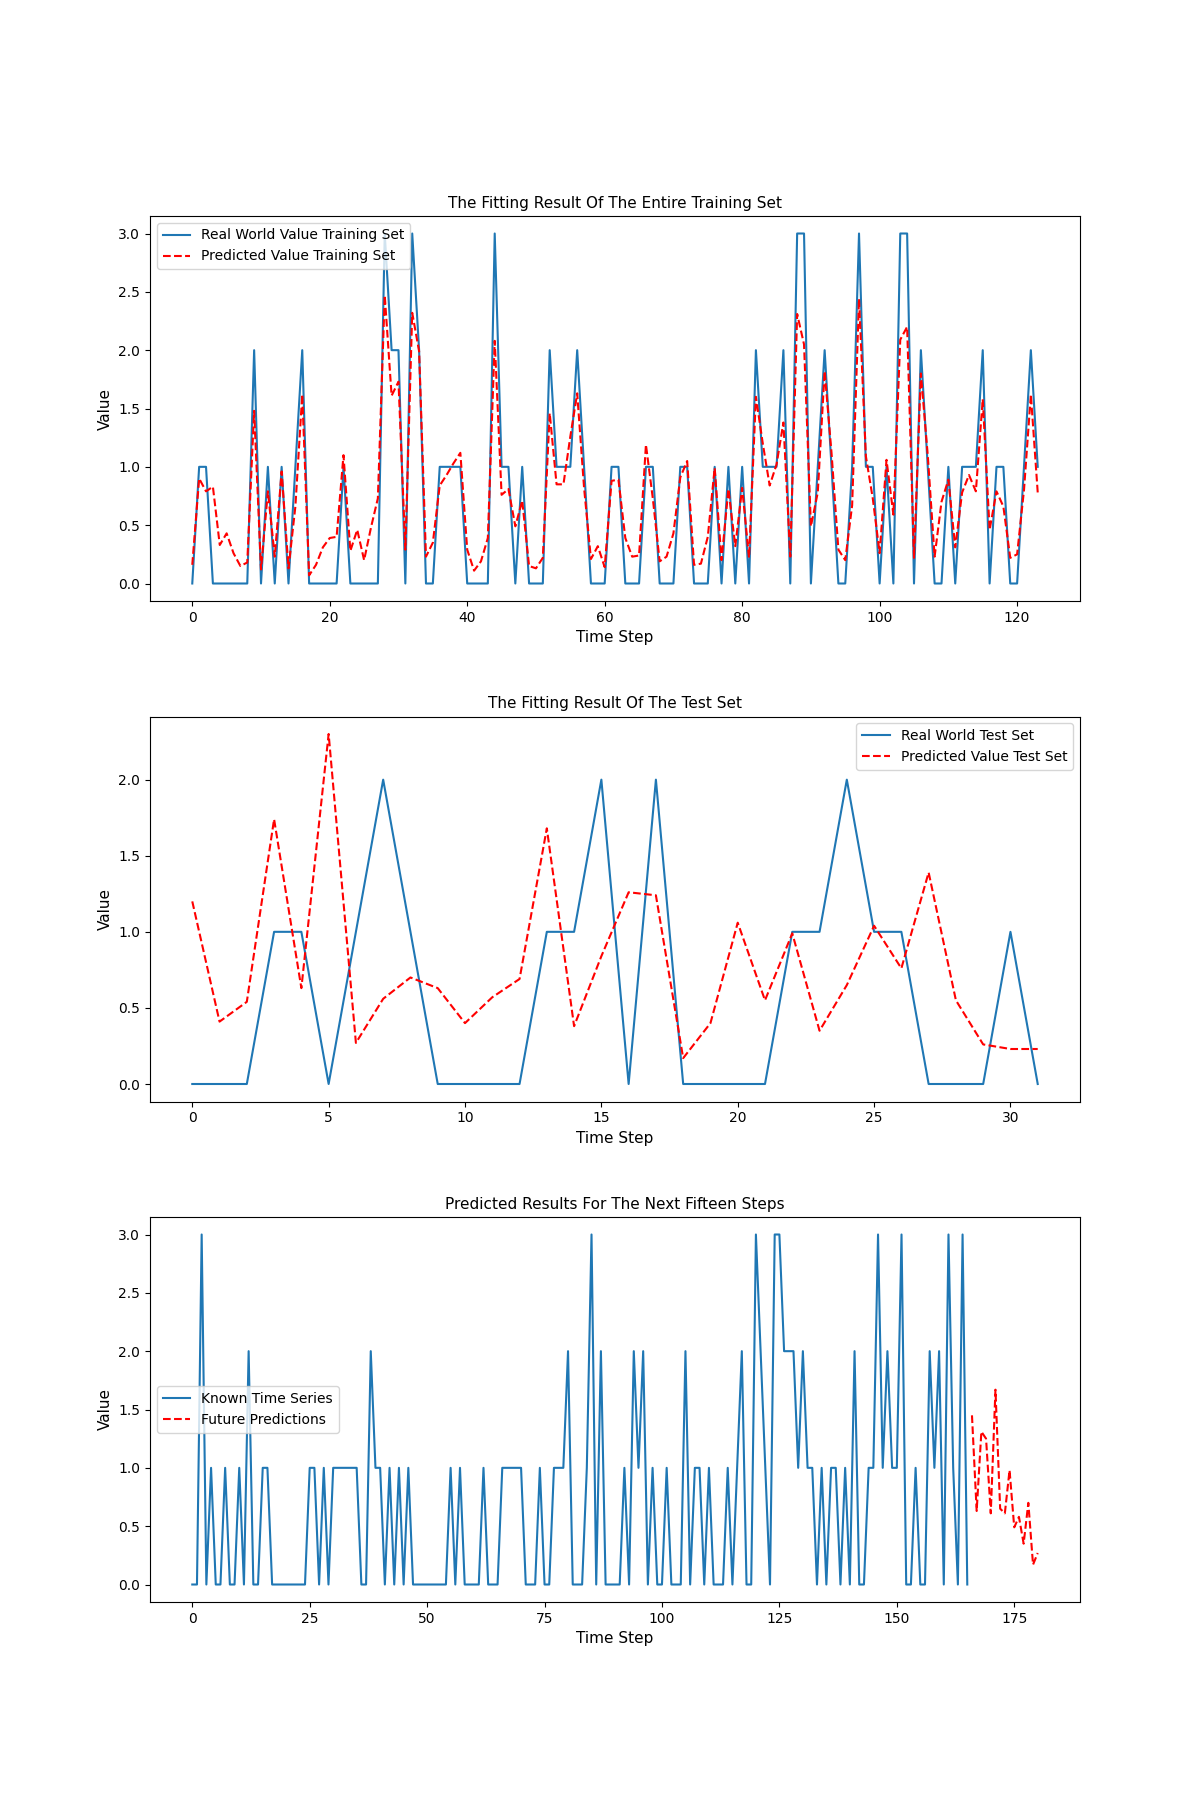 The Fitting Result Of The Entire Training Set
Real World Value Training Set
Predicted Value Training Set
3.0
2.5
2.0
1.5
1.0
0.5
0.0
Value
0 20 40 60 80 100 120
Time Step
The Fitting Result Of The Test Set
Real World Test Set
Predicted Value Test Set
2.0
1.5
1.0
0.5
0.0
Value
0 5 10 15 20 25 30
Time Step
Predicted Results For The Next Fifteen Steps
3.0
2.5
2.0
1.5
1.0
0.5
0.0
Value
Known Time Series
Future Predictions
0 25 50 75 100 125 150 175
Time Step